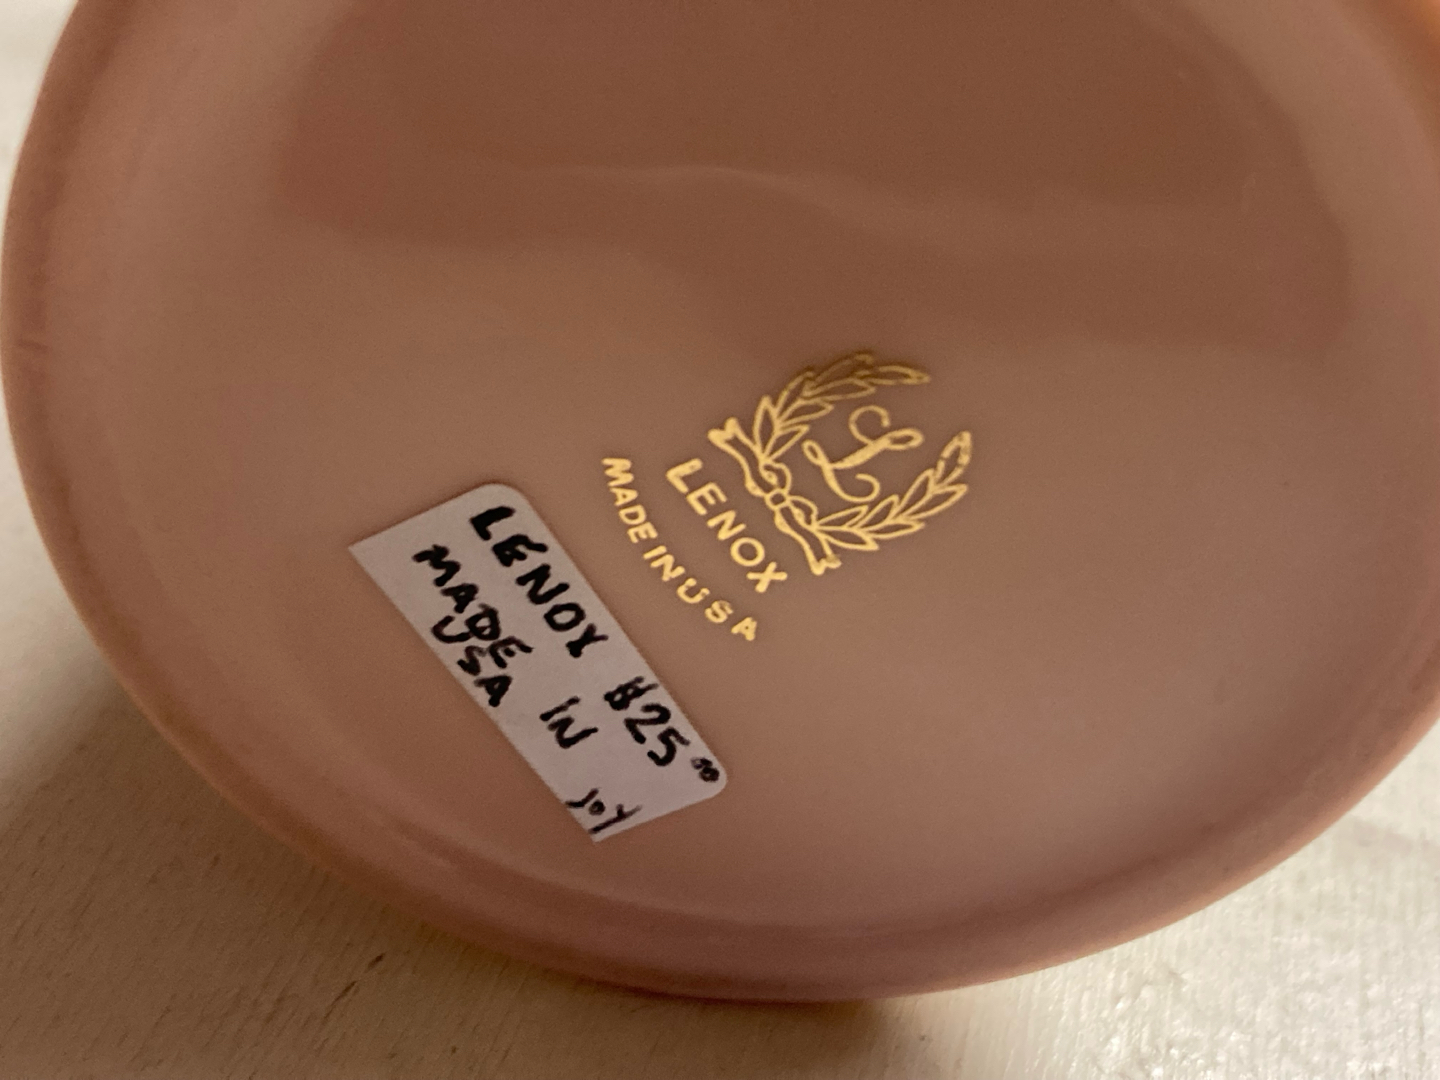 L
LENOX
MADE IN USA
LENOX $25.00
MADE IN
USA
JOY